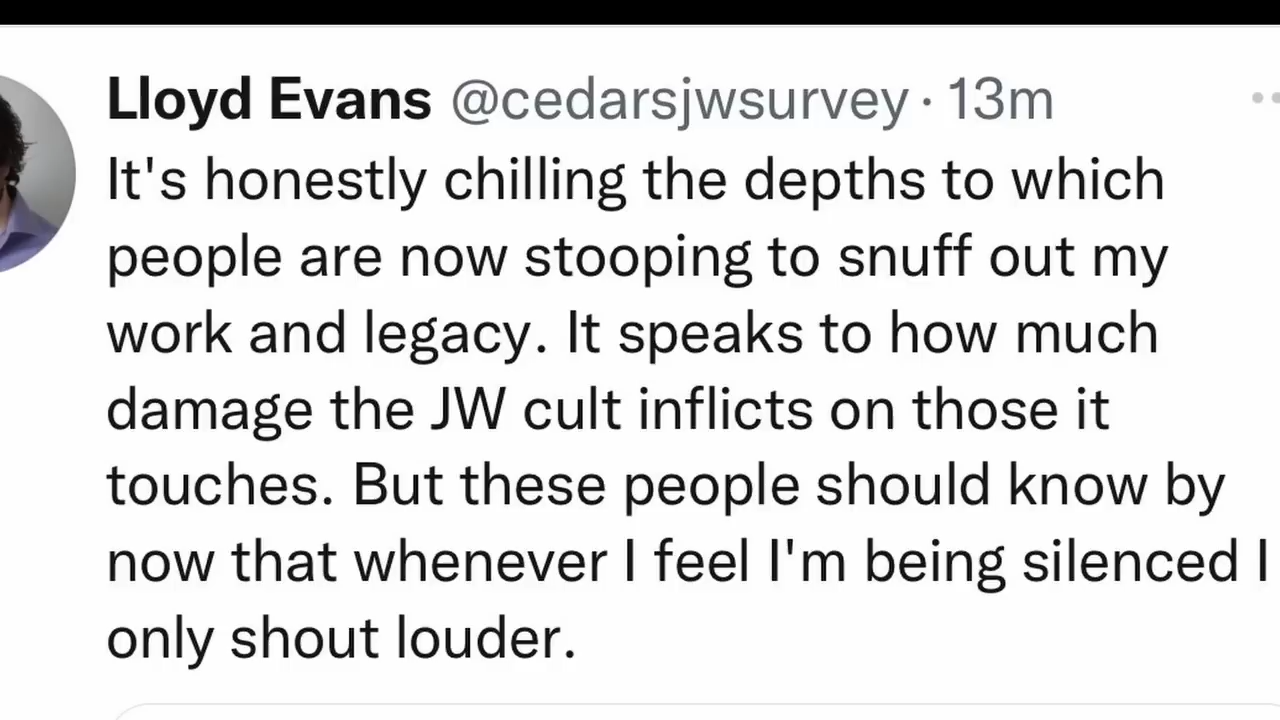 Lloyd Evans @cedarsjwsurvey · 13m
It's honestly chilling the depths to which
people are now stooping to snuff out my
work and legacy. It speaks to how much
damage the JW cult inflicts on those it
touches. But these people should know by
now that whenever I feel I'm being silenced I
only shout louder.